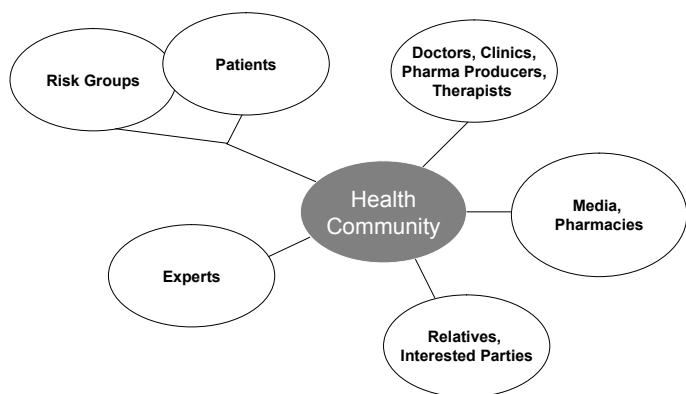 Risk Groups
Patients
Doctors, Clinics,
Pharma Producers,
Therapists
Health
Community
Media,
Pharmacies
Experts
Relatives,
Interested Parties